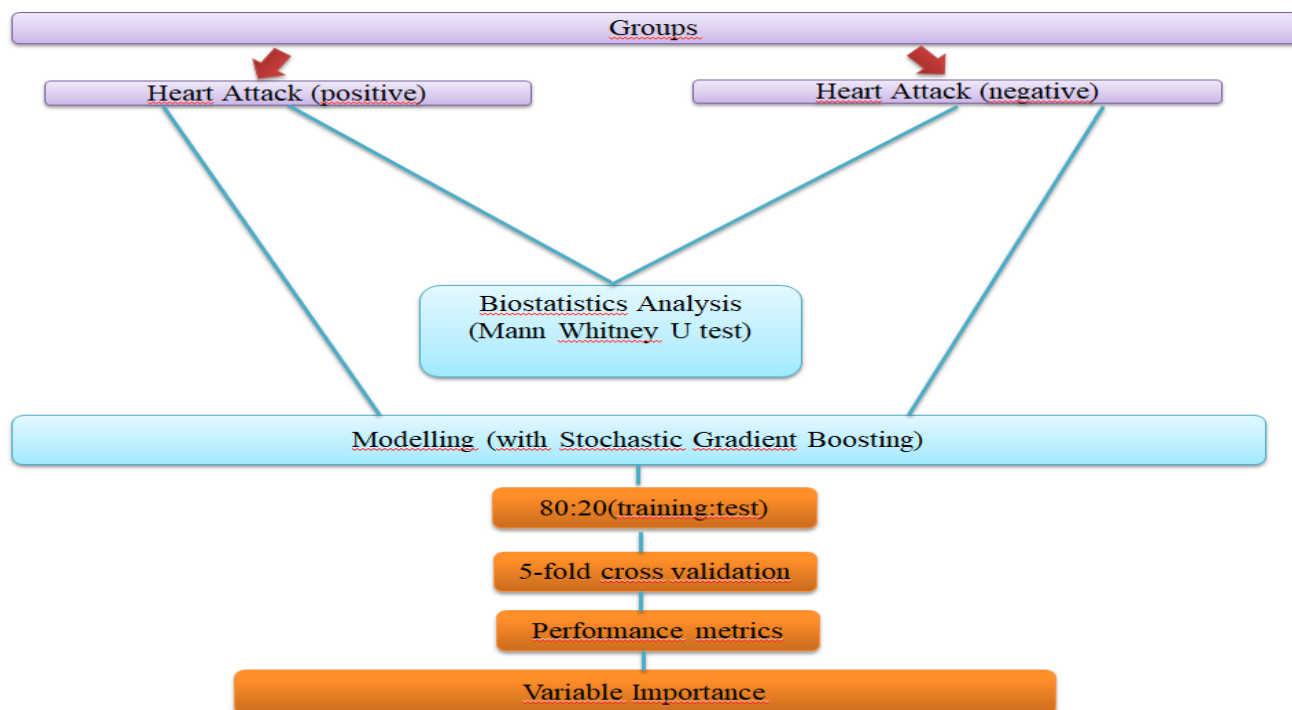 Groups
Heart Attack (positive)
Heart Attack (negative)
Biostatistics Analysis
(Mann Whitney U test)
Modelling (with Stochastic Gradient Boosting)
80:20(training:test)
5-fold cross validation
Performance metrics
Variable Importance